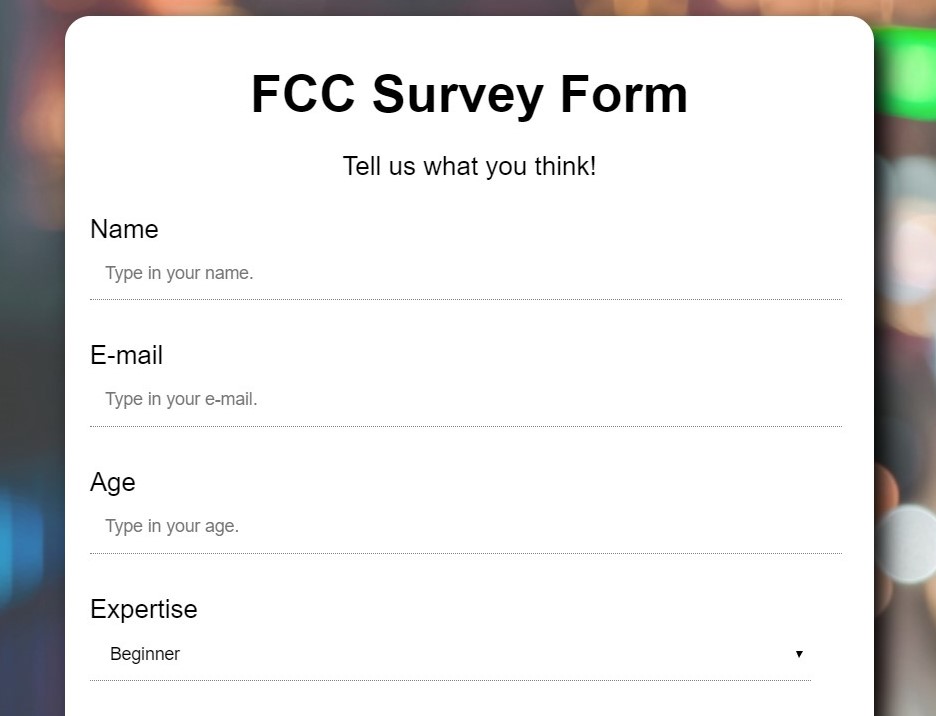 FCC Survey Form
Tell us what you think!
Name
Type in your name.
E-mail
Type in your e-mail.
Age
Type in your age.
Expertise
Beginner